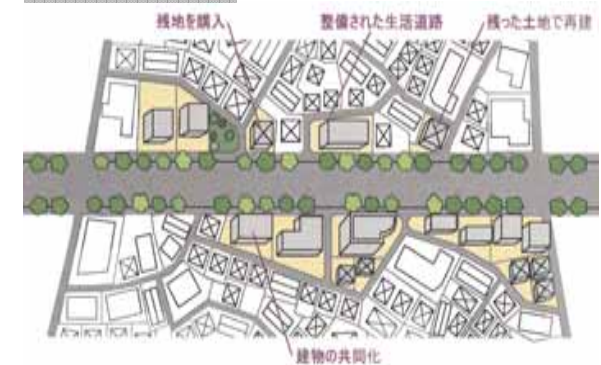 残地を購入
整備された生活道路
残った土地で再建
建物の共同化